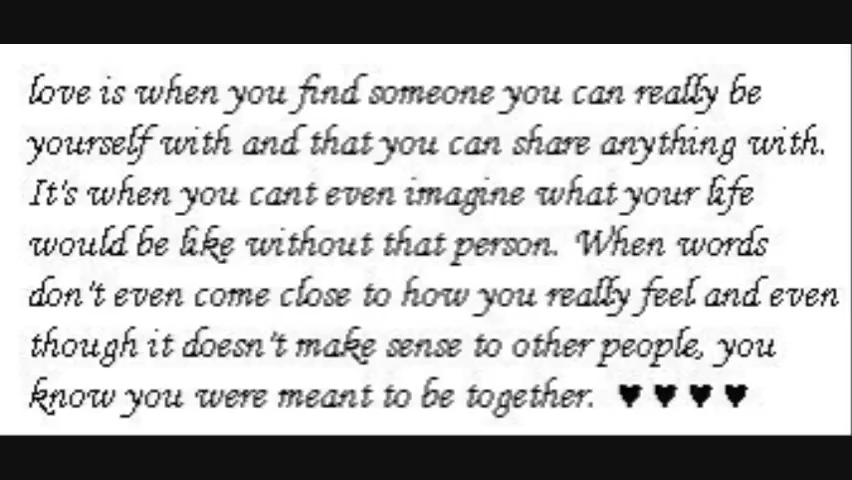 love is when you find someone you can really be
yourself with and that you can share anything with.
It's when you cant even imagine what your life
would be like without that person. When words
don't even come close to how you really feel and even
though it doesn't make sense to other people, you
know you were meant to be together. ♥ ♥ ♥ ♥